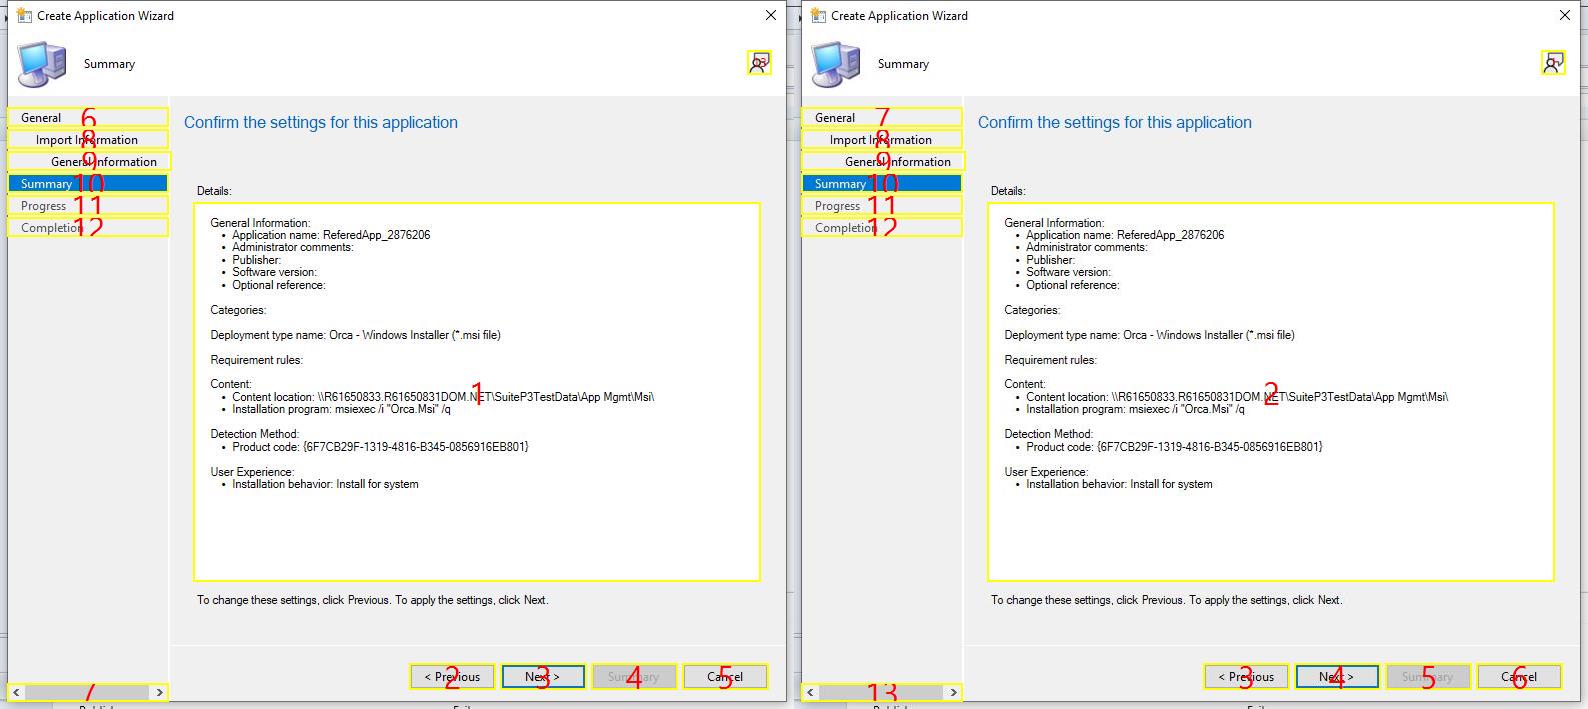 Create Application Wizard
Summary
13
General 6
Import Information 8
General Information 9
Summary 10
Progress 11
Completion 12
Confirm the settings for this application
Details:
General Information:
• Application name: ReferedApp_2876206
• Administrator comments:
• Publisher:
• Software version:
• Optional reference:
Categories:
Deployment type name: Orca - Windows Installer (*.msi file)
Requirement rules:
Content:
1
• Content location: \\R61650833.R61650831DOM.NET\SuiteP3TestData\App Mgmt\Msi\
• Installation program: msiexec /i "Orca.Msi" /q
Detection Method:
• Product code: {6F7CB29F-1319-4816-B345-0856916EB801}
User Experience:
• Installation behavior: Install for system
To change these settings, click Previous. To apply the settings, click Next.
< Previous 2
Next > 3
Summary 4
Cancel 5
< 7 >
Create Application Wizard
Summary
General 7
Import Information 8
General Information 9
Summary 10
Progress 11
Completion 12
Confirm the settings for this application
Details:
General Information:
• Application name: ReferedApp_2876206
• Administrator comments:
• Publisher:
• Software version:
• Optional reference:
Categories:
Deployment type name: Orca - Windows Installer (*.msi file)
Requirement rules:
Content:
2
• Content location: \\R61650833.R61650831DOM.NET\SuiteP3TestData\App Mgmt\Msi\
• Installation program: msiexec /i "Orca.Msi" /q
Detection Method:
• Product code: {6F7CB29F-1319-4816-B345-0856916EB801}
User Experience:
• Installation behavior: Install for system
To change these settings, click Previous. To apply the settings, click Next.
< Previous 3
Next > 4
Summary 5
Cancel 6
< 13 >